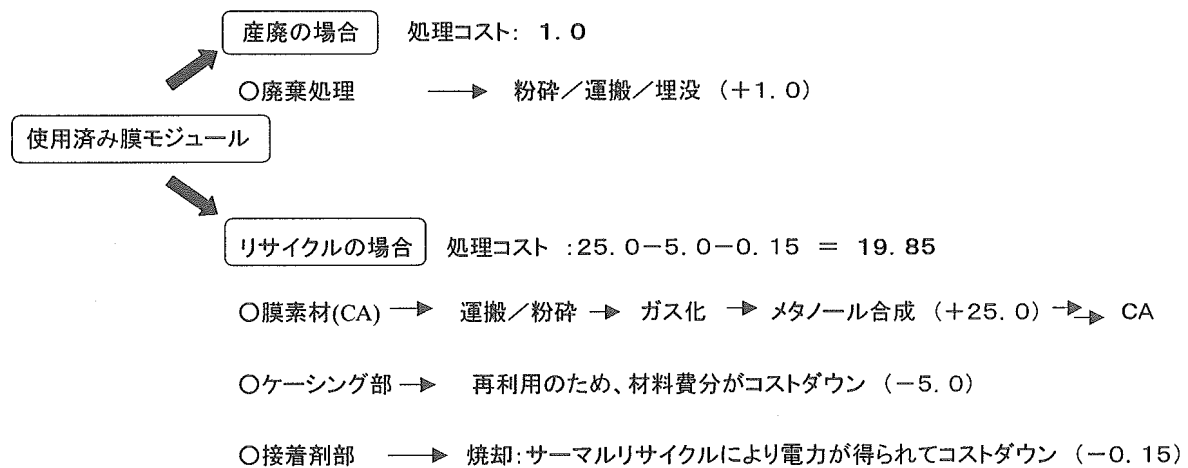 産廃の場合 処理コスト: 1.0
○廃棄処理 → 粉砕/運搬/埋没 (+1.0)
使用済み膜モジュール
リサイクルの場合 処理コスト :25.0-5.0-0.15 = 19.85
○膜素材(CA) → 運搬/粉砕 → ガス化 → メタノール合成 (+25.0) →→ CA
○ケーシング部 → 再利用のため、材料費分がコストダウン (-5.0)
○接着剤部 → 焼却:サーマルリサイクルにより電力が得られてコストダウン (-0.15)